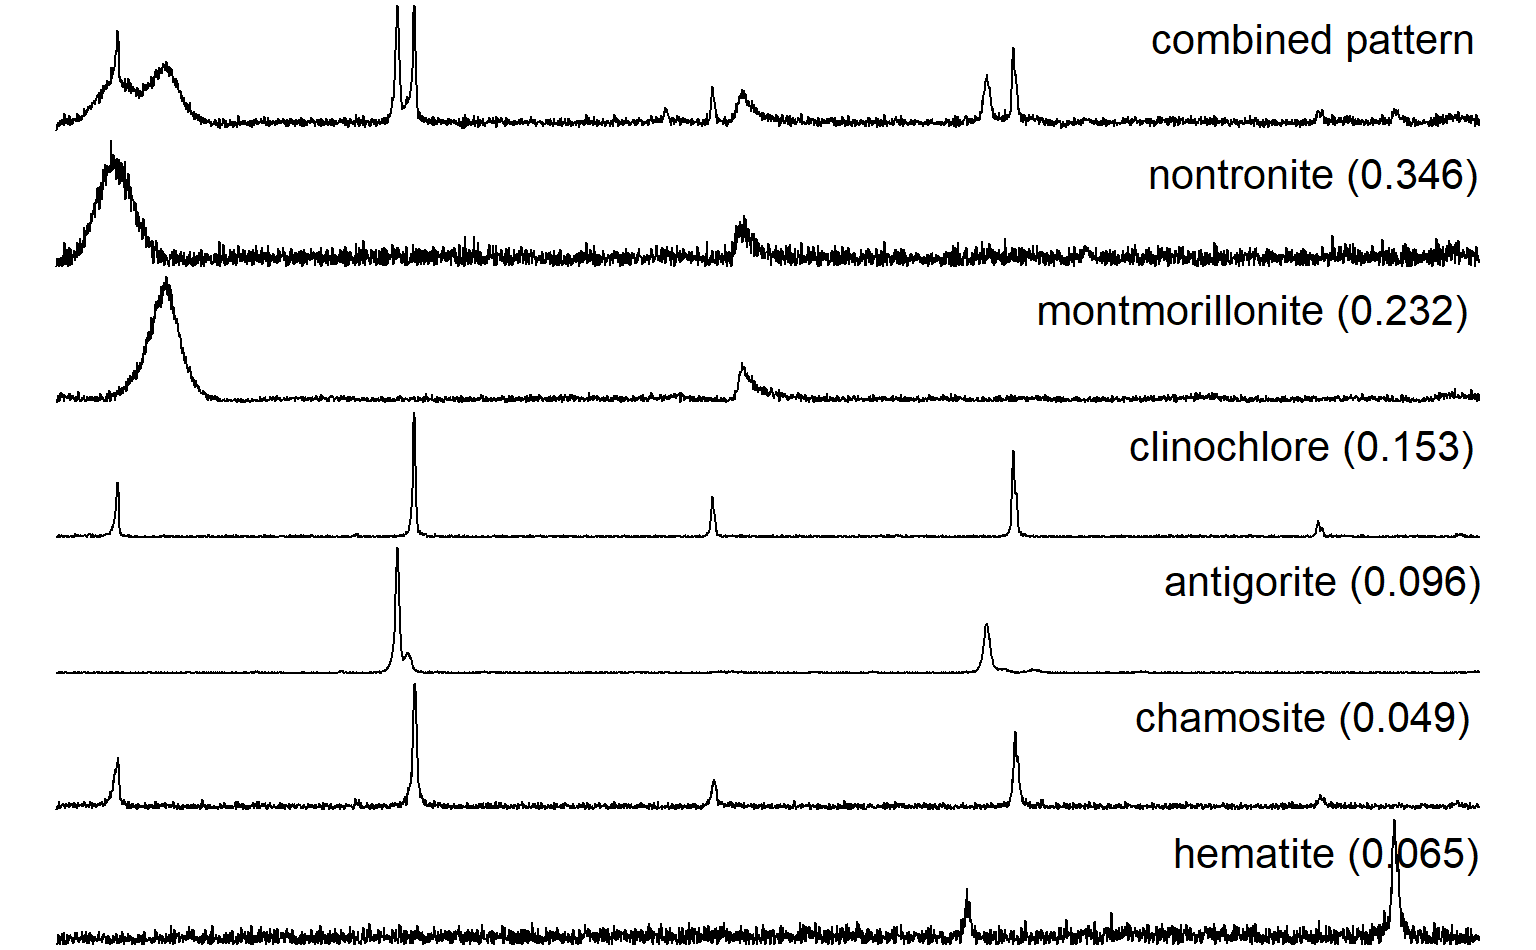 combined pattern
nontronite (0.346)
montmorillonite (0.232)
clinochlore (0.153)
antigorite (0.096)
chamosite (0.049)
hematite (0.065)